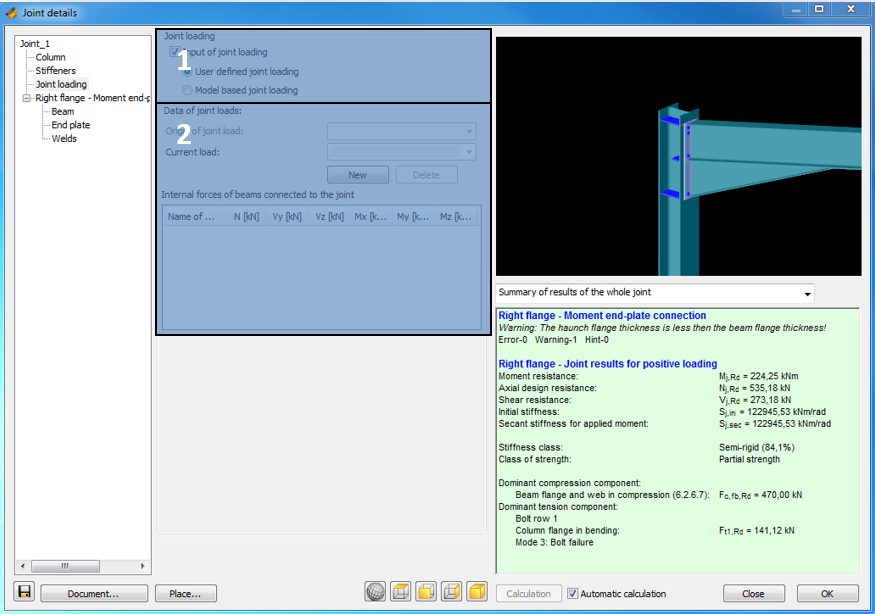 Joint details
Joint_1
Column
Stiffeners
Joint loading
Right flange - Moment end-p
Beam
End plate
Welds
Joint loading
Input of joint loading
1
User defined joint loading
Model based joint loading
Data of joint loads:
2
Origin of joint load:
Current load:
New Delete
Internal forces of beams connected to the joint
Name of ... N [kN] Vy [kN] Vz [kN] Mx [k... My [k... Mz [k...
Summary of results of the whole joint
Right flange - Moment end-plate connection
Warning: The haunch flange thickness is less then the beam flange thickness!
Error-0 Warning-1 Hint-0
Right flange - Joint results for positive loading
Moment resistance: Mj,Rd = 224,25 kNm
Axial design resistance: Nj,Rd = 535,18 kN
Shear resistance: Vj,Rd = 273,18 kN
Initial stiffness: Sj,ini = 122945,53 kNm/rad
Secant stiffness for applied moment: Sj,sec = 122945,53 kNm/rad
Stiffness class: Semi-rigid (84,1%)
Class of strength: Partial strength
Dominant compression component:
Beam flange and web in compression (6.2.6.7): Fc,fb,Rd = 470,00 kN
Dominant tension component:
Bolt row 1
Column flange in bending: Ft1,Rd = 141,12 kN
Mode 3: Bolt failure
Document... Place... Calculation Automatic calculation Close OK